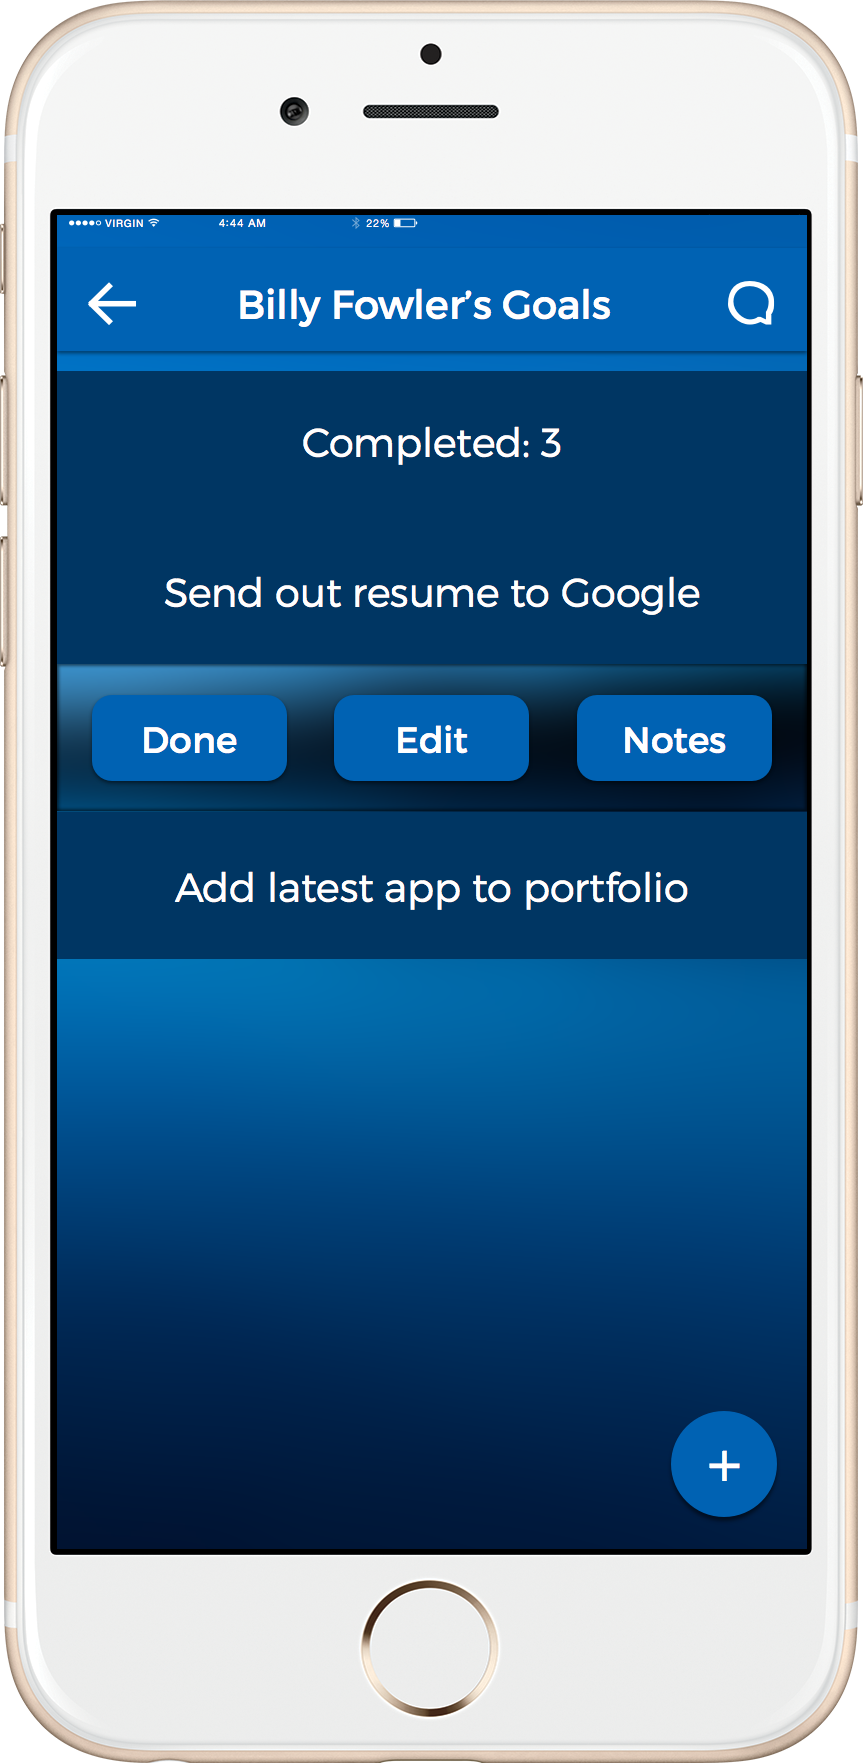 VIRGIN 4:44 AM 22%
Billy Fowler’s Goals
Completed: 3
Send out resume to Google
Done Edit Notes
Add latest app to portfolio
+